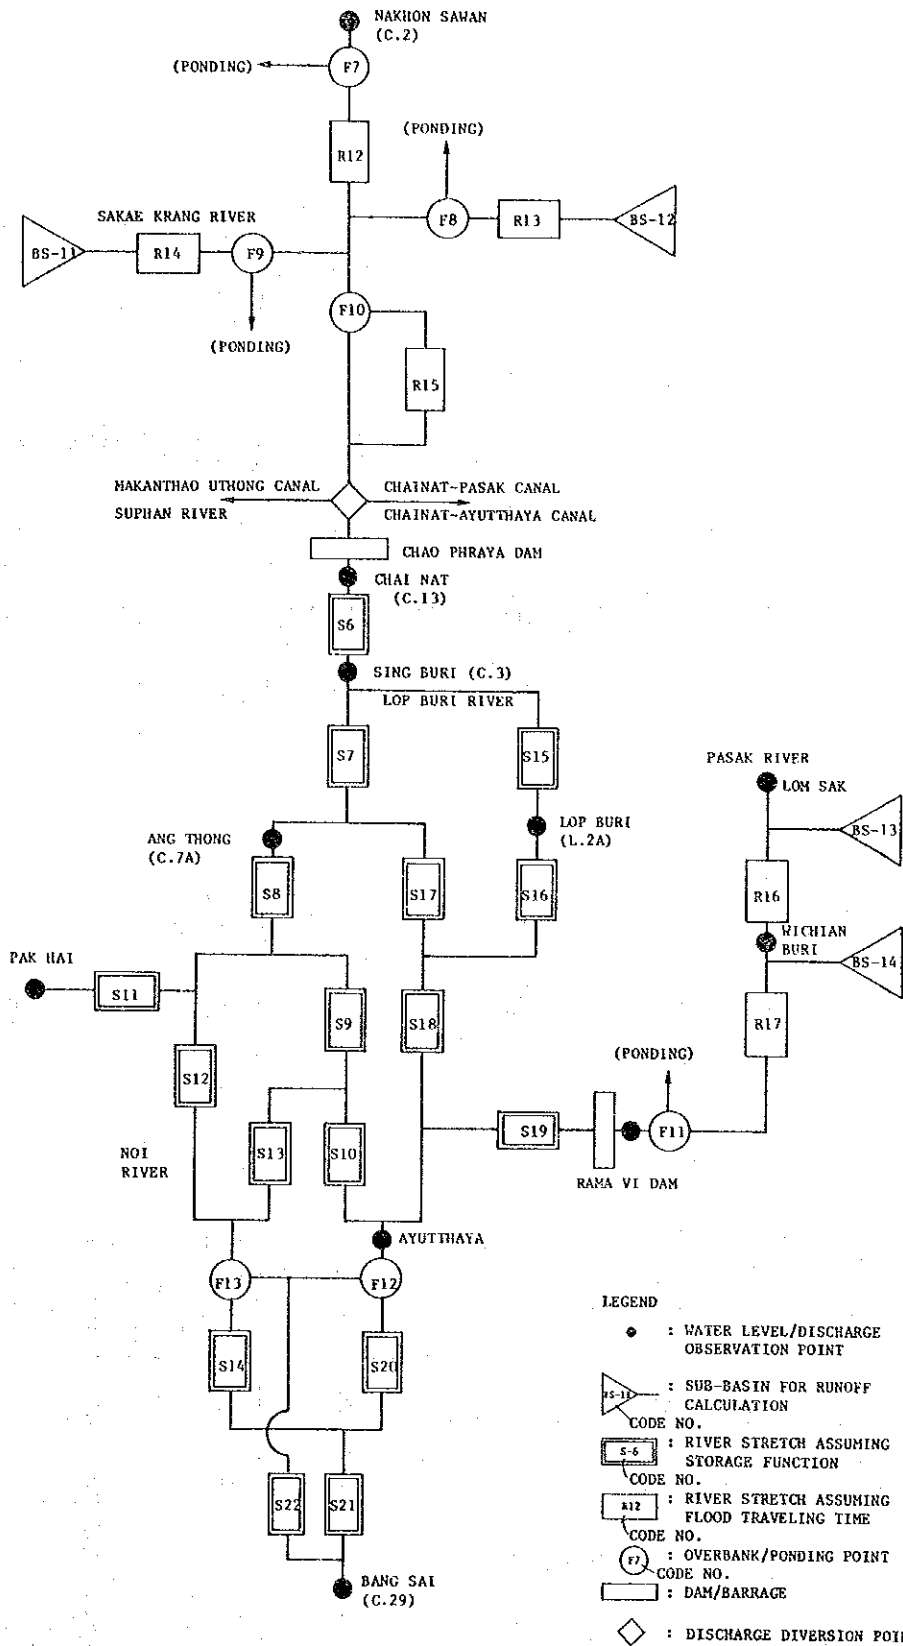 NAKHON SAWAN
(C.2)
(PONDING)
F7
(PONDING)
R12
SAKAE KRANG RIVER
F8
R13
BS-12
BS-11
R14
F9
F10
(PONDING)
R15
MAKANTHAO UTHONG CANAL
CHAINAT-PASAK CANAL
SUPHAN RIVER
CHAINAT-AYUTTHAYA CANAL
CHAO PHRAYA DAM
CHAI NAT
(C.13)
S6
SING BURI (C.3)
LOP BURI RIVER
S7
S15
PASAK RIVER
LOM SAK
ANG THONG
(C.7A)
LOP BURI
(L.2A)
BS-13
S8
S17
S16
R16
WICHIAN
BURI
PAK HAI
BS-14
S11
S9
S18
R17
(PONDING)
S12
S19
F11
NOI
RIVER
S13
S10
RAMA VI DAM
AYUTTHAYA
F13
F12
S14
S20
S22
S21
BANG SAI
(C.29)
LEGEND
: WATER LEVEL/DISCHARGE
OBSERVATION POINT
: SUB-BASIN FOR RUNOFF
CALCULATION
CODE NO.
S-6
: RIVER STRETCH ASSUMING
STORAGE FUNCTION
CODE NO.
R12
: RIVER STRETCH ASSUMING
FLOOD TRAVELING TIME
CODE NO.
F7
: OVERBANK/PONDING POINT
CODE NO.
: DAM/BARRAGE
: DISCHARGE DIVERSION POI